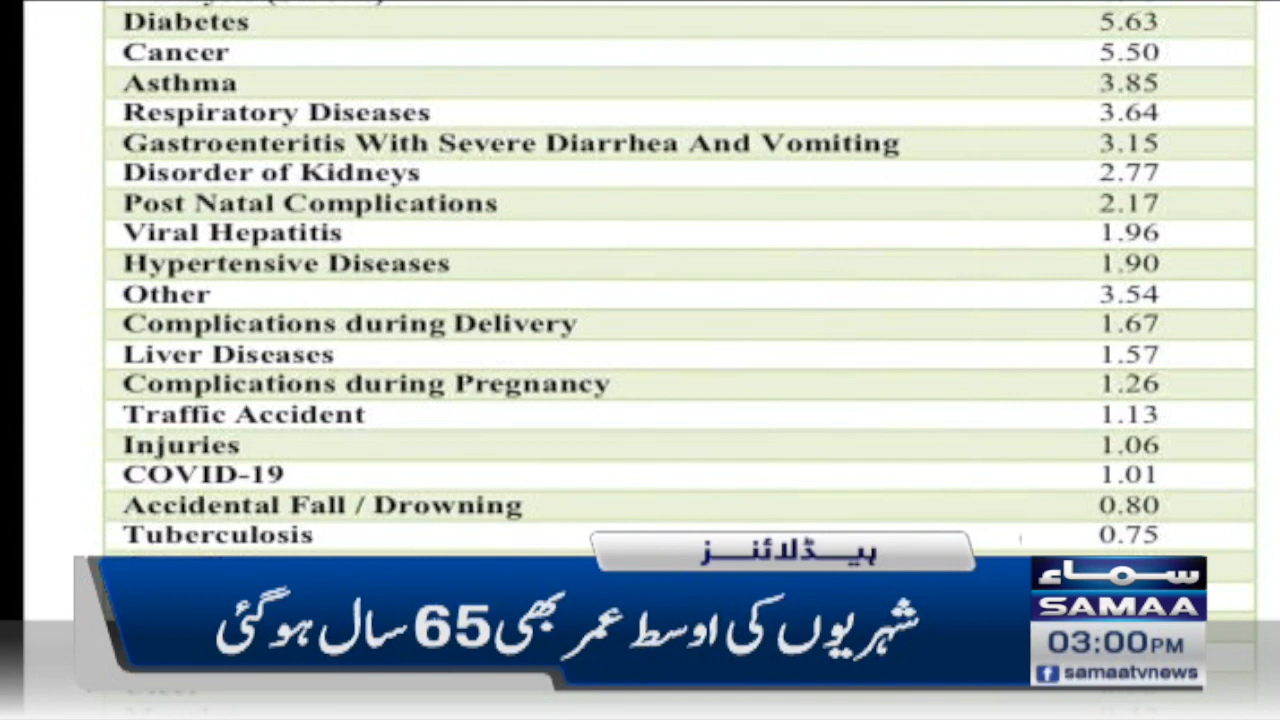 Diabetes 5.63
Cancer 5.50
Asthma 3.85
Respiratory Diseases 3.64
Gastroenteritis With Severe Diarrhea And Vomiting 3.15
Disorder of Kidneys 2.77
Post Natal Complications 2.17
Viral Hepatitis 1.96
Hypertensive Diseases 1.90
Other 3.54
Complications during Delivery 1.67
Liver Diseases 1.57
Complications during Pregnancy 1.26
Traffic Accident 1.13
Injuries 1.06
COVID-19 1.01
Accidental Fall / Drowning 0.80
Tuberculosis 0.75
ہیڈلائنز
شہریوں کی اوسط عمر بھی 65 سال ہوگئی
سماء
SAMAA
03:00PM
samaatvnews